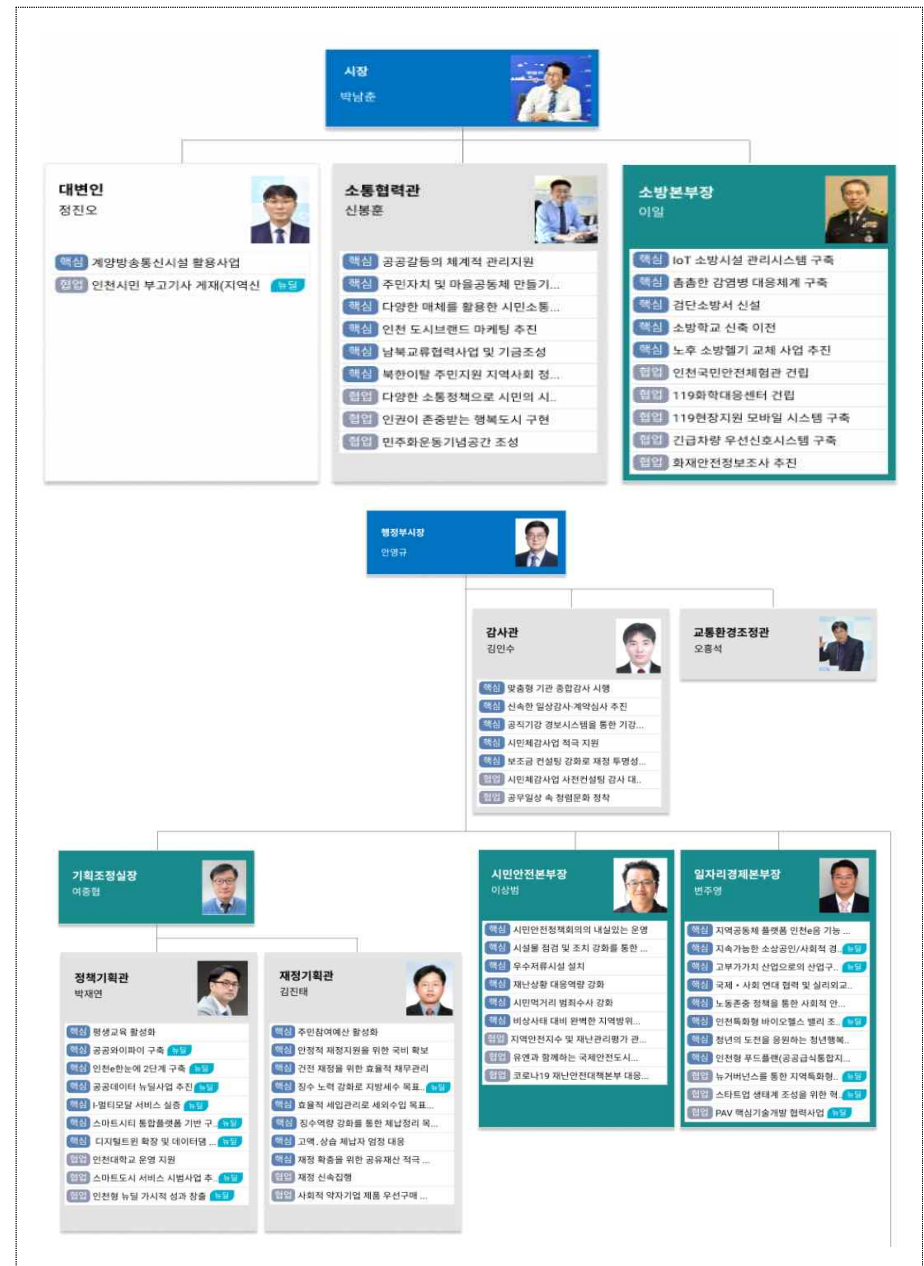 시장
박남춘
대변인
정진오
핵심 계양방송통신시설 활용사업
협업 인천시민 부고기사 게재(지역신 뉴딜
소통협력관
신봉훈
핵심 공공갈등의 체계적 관리지원
핵심 주민자치 및 마을공동체 만들기...
핵심 다양한 매체를 활용한 시민소통...
핵심 인천 도시브랜드 마케팅 추진
핵심 남북교류협력사업 및 기금조성
핵심 북한이탈 주민지원 지역사회 정...
협업 다양한 소통정책으로 시민의 시..
협업 인권이 존중받는 행복도시 구현
협업 민주화운동기념공간 조성
소방본부장
이일
핵심 IoT 소방시설 관리시스템 구축
핵심 촘촘한 감염병 대응체계 구축
핵심 검단소방서 신설
핵심 소방학교 신축 이전
핵심 노후 소방헬기 교체 사업 추진
협업 인천국민안전체험관 건립
협업 119화학대응센터 건립
협업 119현장지원 모바일 시스템 구축
협업 긴급차량 우선신호시스템 구축
협업 화재안전정보조사 추진
행정부시장
안영규
감사관
김인수
핵심 맞춤형 기관 종합감사 시행
핵심 신속한 일상감사·계약심사 추진
핵심 공직기강 경보시스템을 통한 기강...
핵심 시민체감사업 적극 지원
핵심 보조금 컨설팅 강화로 재정 투명성...
협업 시민체감사업 사전컨설팅 감사 대..
협업 공무일상 속 청렴문화 정착
교통환경조정관
오흥석
기획조정실장
여중협
정책기획관
박재연
핵심 평생교육 활성화
핵심 공공와이파이 구축 뉴딜
핵심 인천e한눈에 2단계 구축 뉴딜
핵심 공공데이터 뉴딜사업 추진 뉴딜
핵심 I-멀티모달 서비스 실증 뉴딜
핵심 스마트시티 통합플랫폼 기반 구.. 뉴딜
핵심 디지털트윈 확장 및 데이터댐 ... 뉴딜
협업 인천대학교 운영 지원
협업 스마트도시 서비스 시범사업 추.. 뉴딜
협업 인천형 뉴딜 가시적 성과 창출 뉴딜
재정기획관
김진태
핵심 주민참여예산 활성화
핵심 안정적 재정지원을 위한 국비 확보
핵심 건전 재정을 위한 효율적 채무관리
핵심 징수 노력 강화로 지방세수 목표.. 뉴딜
핵심 효율적 세입관리로 세외수입 목표...
핵심 징수역량 강화를 통한 체납정리 목...
핵심 고액, 상습 체납자 엄정 대응
핵심 재정 확충을 위한 공유재산 적극 ...
협업 재정 신속집행
협업 사회적 약자기업 제품 우선구매 ...
시민안전본부장
이상범
핵심 시민안전정책회의의 내실있는 운영
핵심 시설물 점검 및 조치 강화를 통한 ...
핵심 우수저류시설 설치
핵심 재난상황 대응역량 강화
핵심 시민먹거리 범죄수사 강화
핵심 비상사태 대비 완벽한 지역방위...
협업 지역안전지수 및 재난관리평가 관...
협업 유엔과 함께하는 국제안전도시...
협업 코로나19 재난안전대책본부 대응...
일자리경제본부장
변주영
핵심 지역공동체 플랫폼 인천e음 기능 ...
핵심 지속가능한 소상공인/사회적 경.. 뉴딜
핵심 고부가가치 산업으로의 산업구.. 뉴딜
핵심 국제·사회 연대 협력 및 실리외교..
핵심 노동존중 정책을 통한 사회적 안...
핵심 인천특화형 바이오헬스 밸리 조.. 뉴딜
핵심 청년의 도전을 응원하는 청년행복..
핵심 인천형 푸드플랜(공공급식통합지...
협업 뉴거버넌스를 통한 지역특화형.. 뉴딜
협업 스타트업 생태계 조성을 위한 혁.. 뉴딜
협업 PAV 핵심기술개발 협력사업 뉴딜